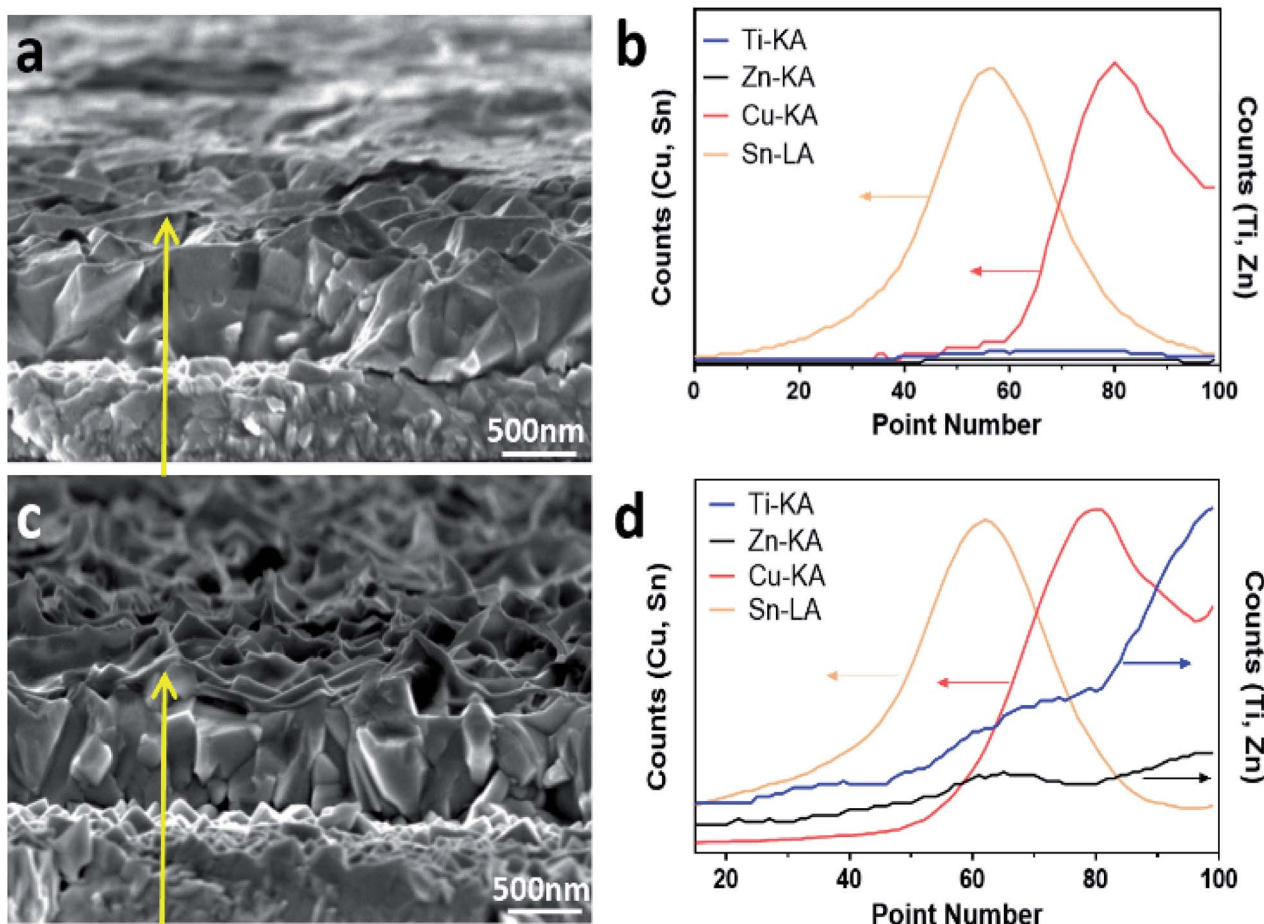 a
500nm
b
Ti-KA
Zn-KA
Cu-KA
Sn-LA
Counts (Cu, Sn)
Counts (Ti, Zn)
0 20 40 60 80 100
Point Number
c
500nm
d
Ti-KA
Zn-KA
Cu-KA
Sn-LA
Counts (Cu, Sn)
Counts (Ti, Zn)
20 40 60 80 100
Point Number